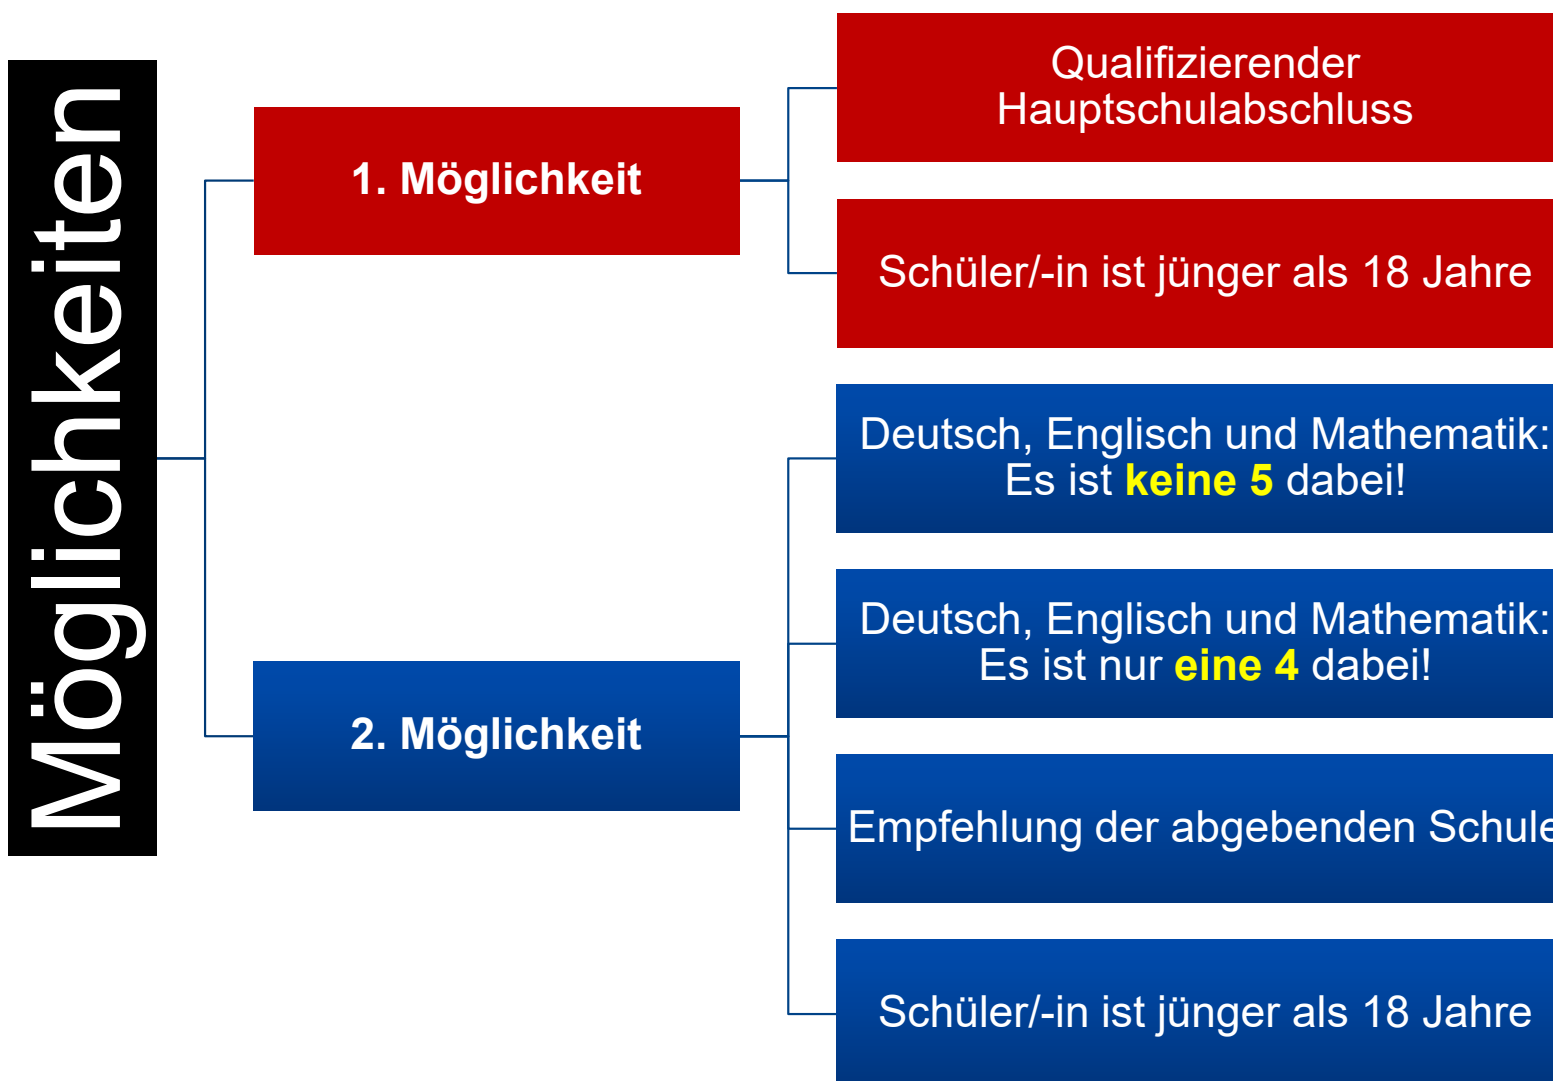 Möglichkeiten
1. Möglichkeit
Qualifizierender
Hauptschulabschluss
Schüler/-in ist jünger als 18 Jahre
2. Möglichkeit
Deutsch, Englisch und Mathematik:
Es ist keine 5 dabei!
Deutsch, Englisch und Mathematik:
Es ist nur eine 4 dabei!
Empfehlung der abgebenden Schule
Schüler/-in ist jünger als 18 Jahre